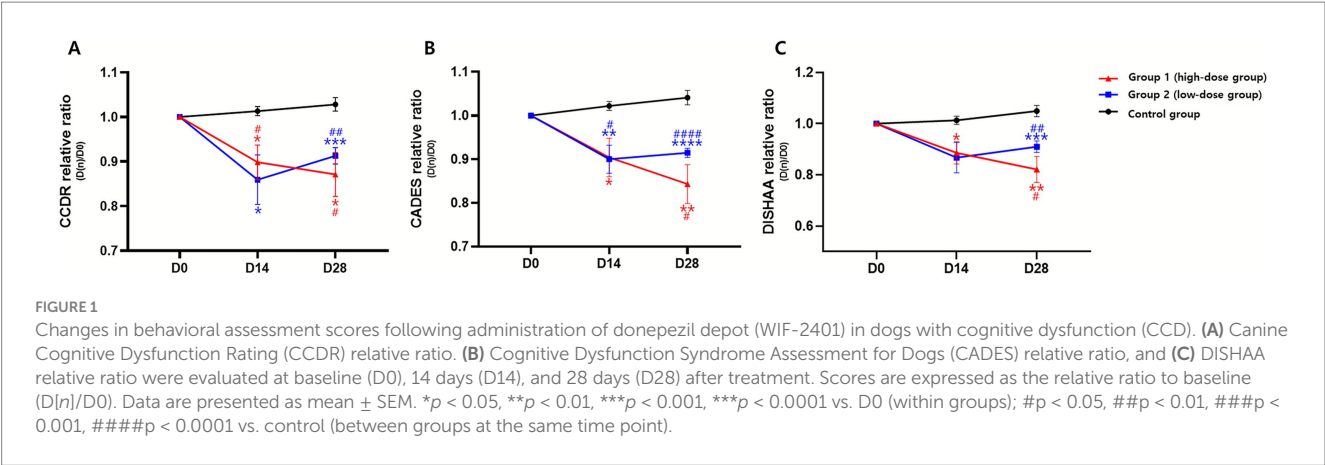 A
CCDR relative ratio
(D(n)/D0)
1.1
1.0
0.9
0.8
0.7
#
*
*
##
***
*
#
D0 D14 D28
B
CADES relative ratio
(D(n)/D0)
1.1
1.0
0.9
0.8
0.7
#
**
*
####
****
**
#
D0 D14 D28
C
DISHAA relative ratio
(D(n)/D0)
1.2
1.0
0.8
0.6
*
##
***
**
#
D0 D14 D28
Group 1 (high-dose group)
Group 2 (low-dose group)
Control group
FIGURE 1
Changes in behavioral assessment scores following administration of donepezil depot (WIF-2401) in dogs with cognitive dysfunction (CCD). (A) Canine
Cognitive Dysfunction Rating (CCDR) relative ratio. (B) Cognitive Dysfunction Syndrome Assessment for Dogs (CADES) relative ratio, and (C) DISHAA
relative ratio were evaluated at baseline (D0), 14 days (D14), and 28 days (D28) after treatment. Scores are expressed as the relative ratio to baseline
(D[n]/D0). Data are presented as mean ± SEM. *p < 0.05, **p < 0.01, ***p < 0.001, ***p < 0.0001 vs. D0 (within groups); #p < 0.05, ##p < 0.01, ###p <
0.001, ####p < 0.0001 vs. control (between groups at the same time point).